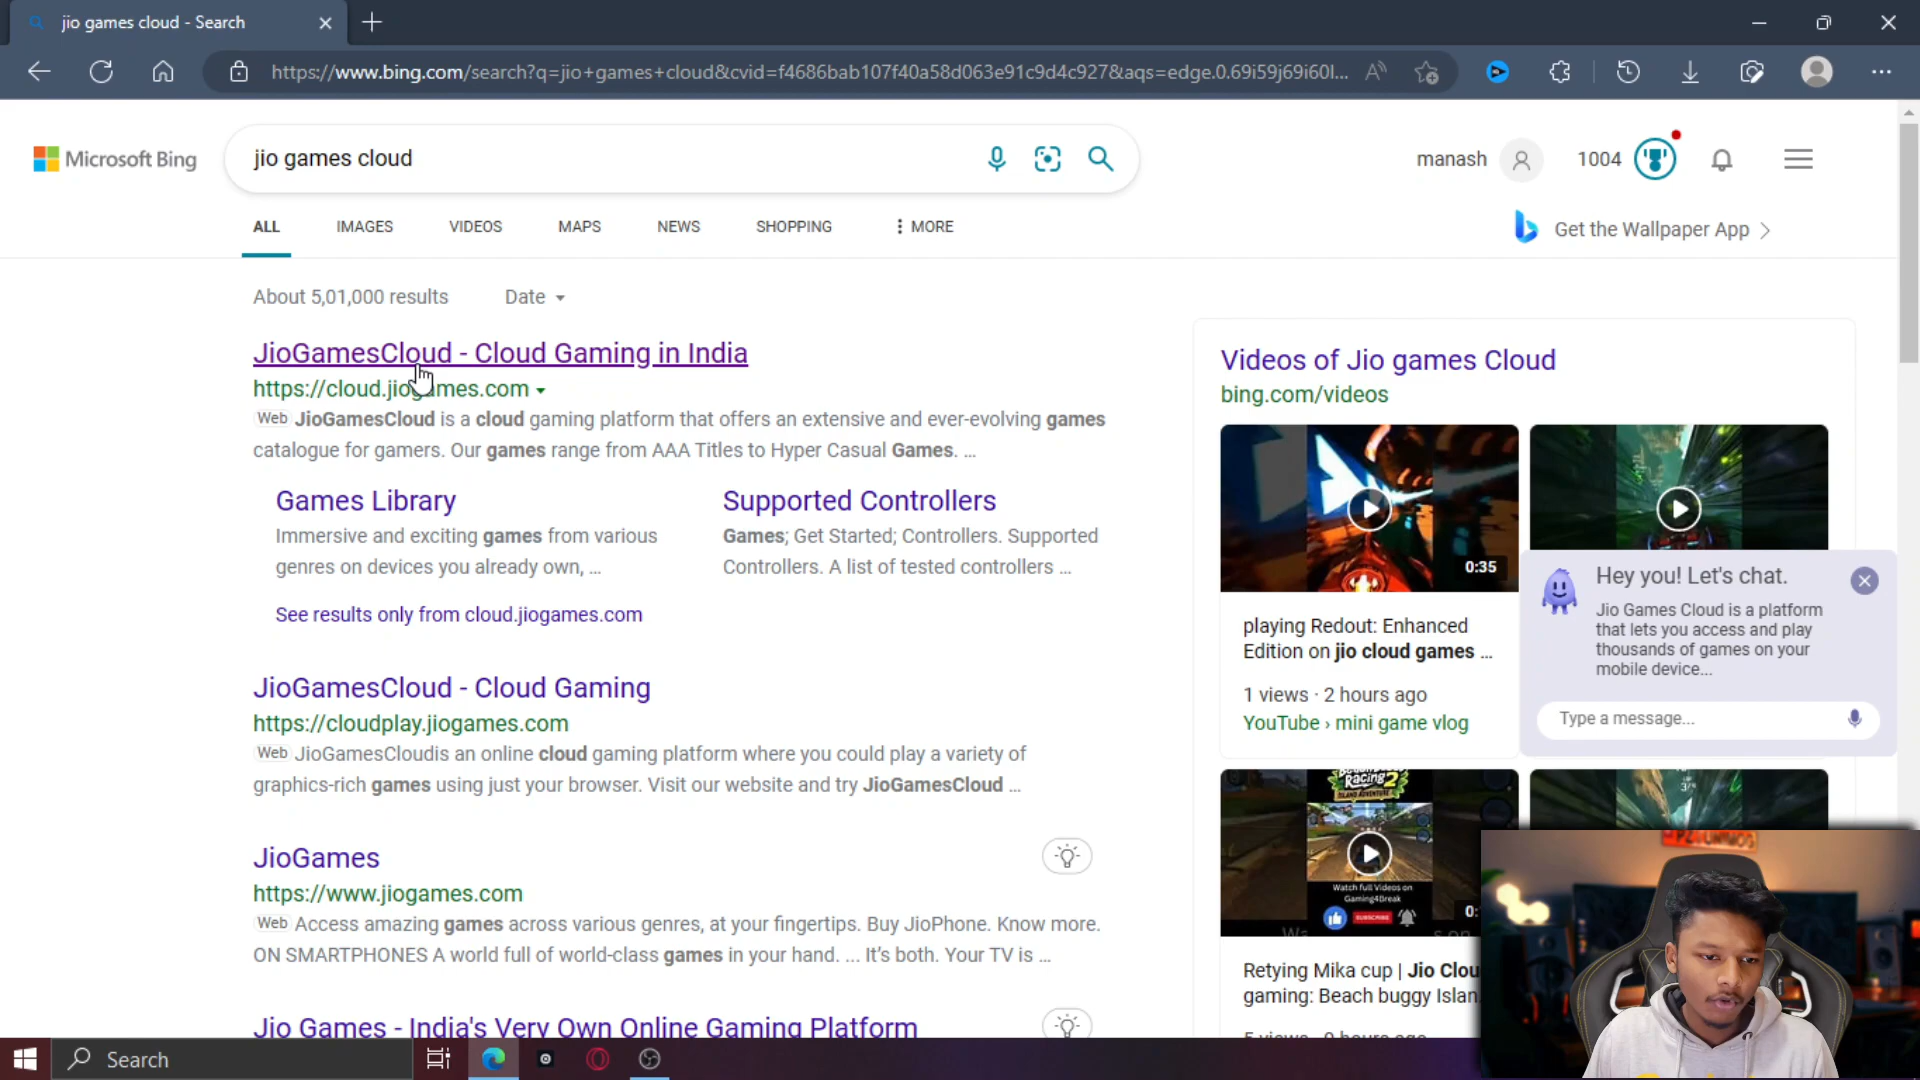 jio games cloud - Search
https://www.bing.com/search?q=jio+games+cloud&cvid=f4686bab107f40a58d063e91c9d4c927&aqs=edge.0.69i59j69i60l...
Microsoft Bing
jio games cloud
manash
1004
ALL
IMAGES
VIDEOS
MAPS
NEWS
SHOPPING
MORE
Get the Wallpaper App
About 5,01,000 results
Date
JioGamesCloud - Cloud Gaming in India
https://cloud.jiogames.com
Web JioGamesCloud is a cloud gaming platform that offers an extensive and ever-evolving games
catalogue for gamers. Our games range from AAA Titles to Hyper Casual Games. ...
Games Library
Immersive and exciting games from various
genres on devices you already own, ...
Supported Controllers
Games; Get Started; Controllers. Supported
Controllers. A list of tested controllers ...
See results only from cloud.jiogames.com
JioGamesCloud - Cloud Gaming
https://cloudplay.jiogames.com
Web JioGamesCloudis an online cloud gaming platform where you could play a variety of
graphics-rich games using just your browser. Visit our website and try JioGamesCloud ...
JioGames
https://www.jiogames.com
Web Access amazing games across various genres, at your fingertips. Buy JioPhone. Know more.
ON SMARTPHONES A world full of world-class games in your hand. ... It's both. Your TV is ...
Jio Games - India's Very Own Online Gaming Platform
Videos of Jio games Cloud
bing.com/videos
0:35
playing Redout: Enhanced
Edition on jio cloud games ...
1 views · 2 hours ago
YouTube › mini game vlog
Hey you! Let's chat.
Jio Games Cloud is a platform
that lets you access and play
thousands of games on your
mobile device...
Type a message...
Racing 2
ISLAND ADVENTURE
Watch full Videos on
Gaming4Break
SUBSCRIBE
0:
Retying Mika cup | Jio Clou
gaming: Beach buggy Islan
Search